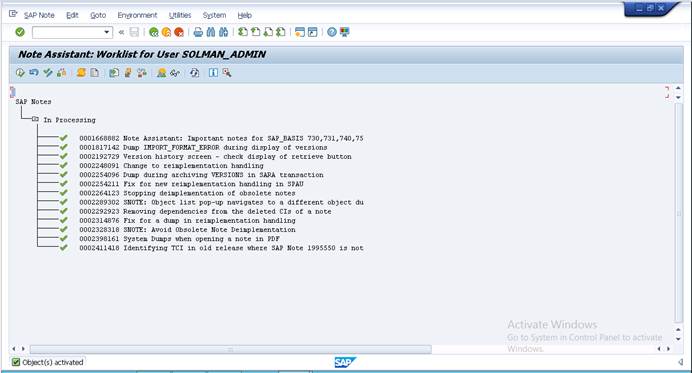 SAP Note Edit Goto Environment Utilities System Help
Note Assistant: Worklist for User SOLMAN_ADMIN
SAP Notes
In Processing
0001668882 Note Assistant: Important notes for SAP_BASIS 730,731,740,75
0001817142 Dump IMPORT_FORMAT_ERROR during display of versions
0002192729 Version history screen - check display of retrieve button
0002248091 Change to reimplementation handling
0002254096 Dump during archiving VERSIONS in SARA transaction
0002254211 Fix for new reimplementation handling in SPAU
0002264123 Stopping deimplementation of obsolete notes
0002289302 SNOTE: Object list pop-up navigates to a different object du
0002292923 Removing dependencies from the deleted CIs of a note
0002314876 Fix for a dump in reimplementation handling
0002328318 SNOTE: Avoid Obsolete Note Deimplementation
0002398161 System Dumps when opening a note in PDF
0002411418 Identifying TCI in old release where SAP Note 1995550 is not
Activate Windows
Go to System in Control Panel to activate
Windows.
Object(s) activated
SAP